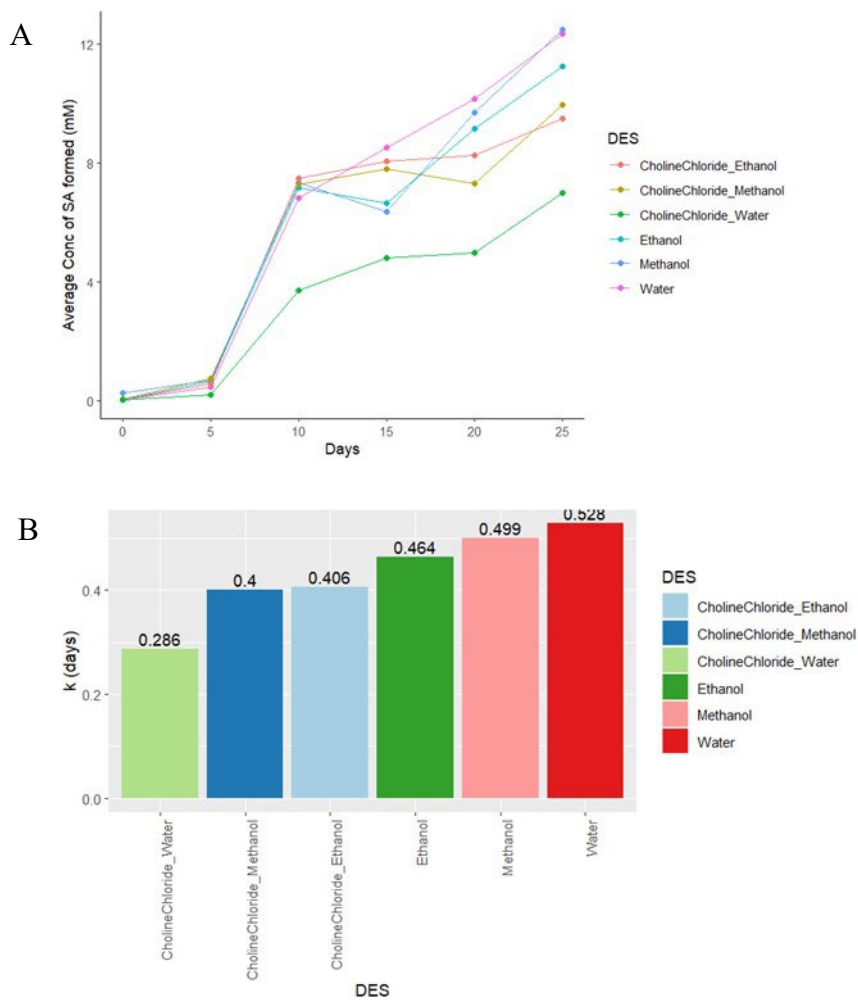 A
12
8
4
0
Average Conc of SA formed (mM)
0 5 10 15 20 25
Days
DES
CholineChloride_Ethanol
CholineChloride_Methanol
CholineChloride_Water
Ethanol
Methanol
Water
B
0.4
0.2
0.0
k (days)
0.286
0.4
0.406
0.464
0.499
0.528
CholineChloride_Water
CholineChloride_Methanol
CholineChloride_Ethanol
Ethanol
Methanol
Water
DES
DES
CholineChloride_Ethanol
CholineChloride_Methanol
CholineChloride_Water
Ethanol
Methanol
Water